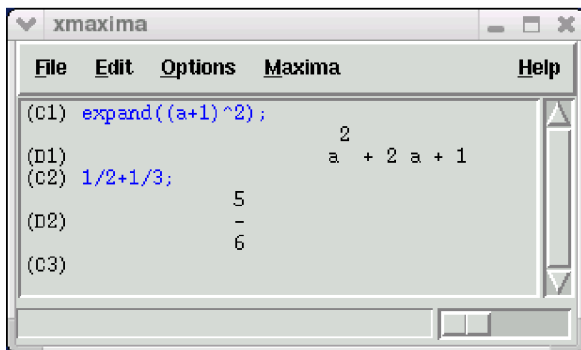 xmaxima
File Edit Options Maxima Help
(C1) expand((a+1)^2);
2
(D1) a + 2 a + 1
(C2) 1/2+1/3;
5
(D2) -
6
(C3)